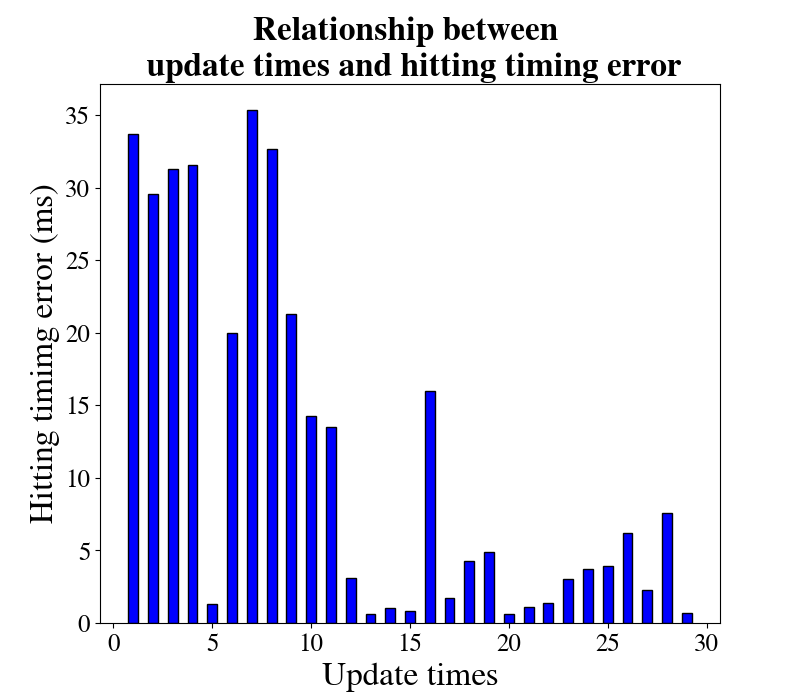 Relationship between
update times and hitting timing error
Hitting timimg error (ms)
35
30
25
20
15
10
5
0
0 5 10 15 20 25 30
Update times